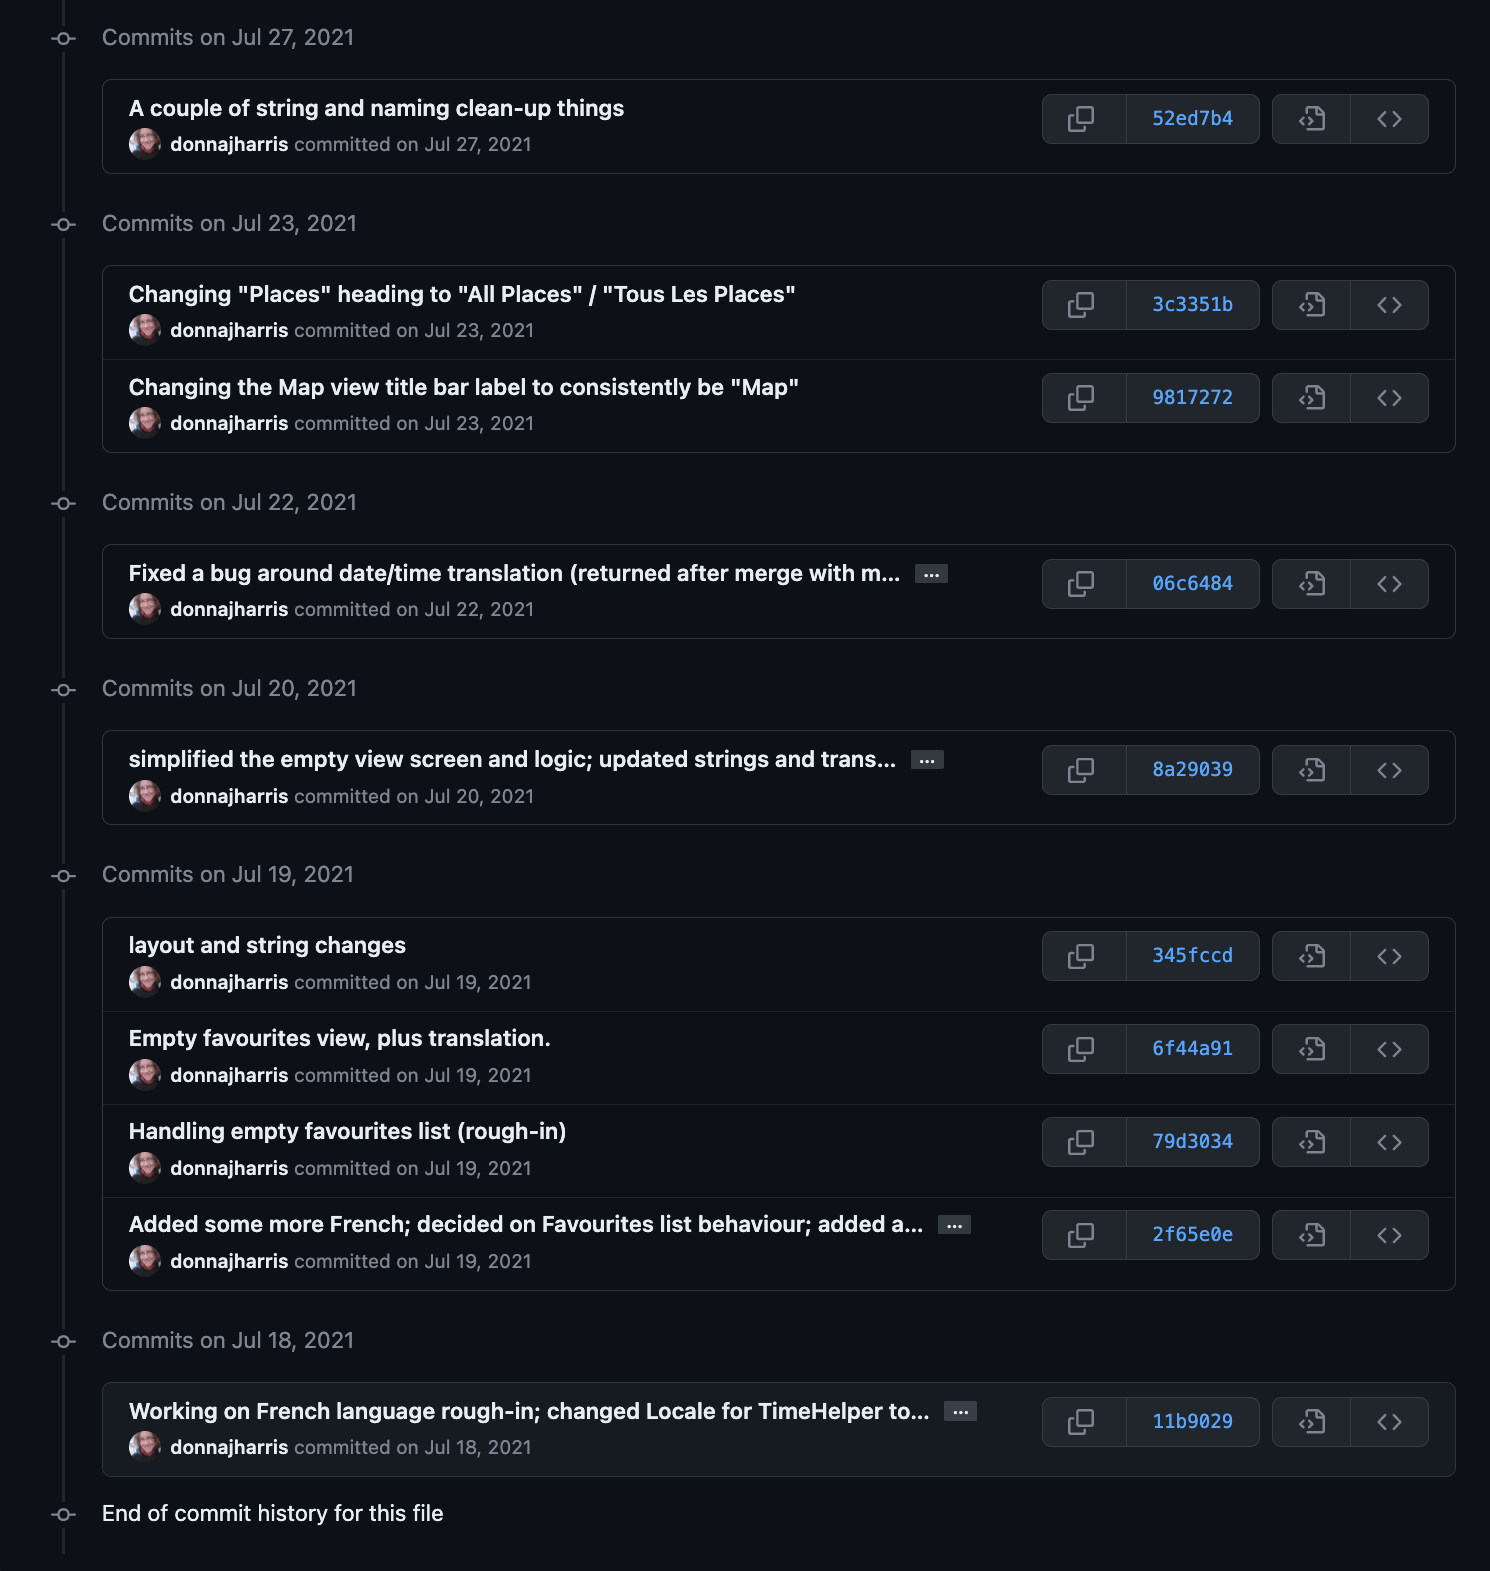 Commits on Jul 27, 2021
A couple of string and naming clean-up things
52ed7b4
donnajharris committed on Jul 27, 2021
Commits on Jul 23, 2021
Changing "Places" heading to "All Places" / "Tous Les Places"
3c3351b
donnajharris committed on Jul 23, 2021
Changing the Map view title bar label to consistently be "Map"
9817272
donnajharris committed on Jul 23, 2021
Commits on Jul 22, 2021
Fixed a bug around date/time translation (returned after merge with m... …
06c6484
donnajharris committed on Jul 22, 2021
Commits on Jul 20, 2021
simplified the empty view screen and logic; updated strings and trans... …
8a29039
donnajharris committed on Jul 20, 2021
Commits on Jul 19, 2021
layout and string changes
345fccd
donnajharris committed on Jul 19, 2021
Empty favourites view, plus translation.
6f44a91
donnajharris committed on Jul 19, 2021
Handling empty favourites list (rough-in)
79d3034
donnajharris committed on Jul 19, 2021
Added some more French; decided on Favourites list behaviour; added a... …
2f65e0e
donnajharris committed on Jul 19, 2021
Commits on Jul 18, 2021
Working on French language rough-in; changed Locale for TimeHelper to... …
11b9029
donnajharris committed on Jul 18, 2021
End of commit history for this file